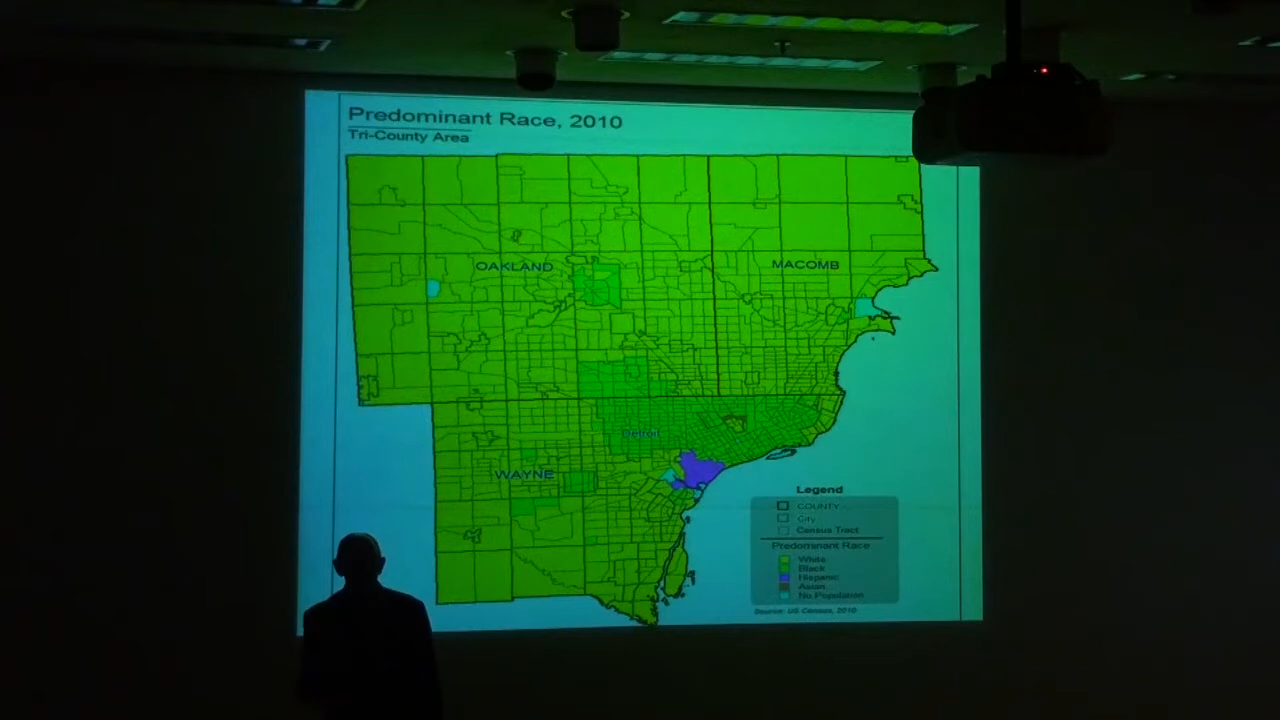 Predominant Race, 2010
Tri-County Area
OAKLAND
MACOMB
Detroit
WAYNE
Legend
COUNTY
City
Census Tract
Predominant Race
White
Black
Hispanic
Asian
No Population
Source: US Census, 2010